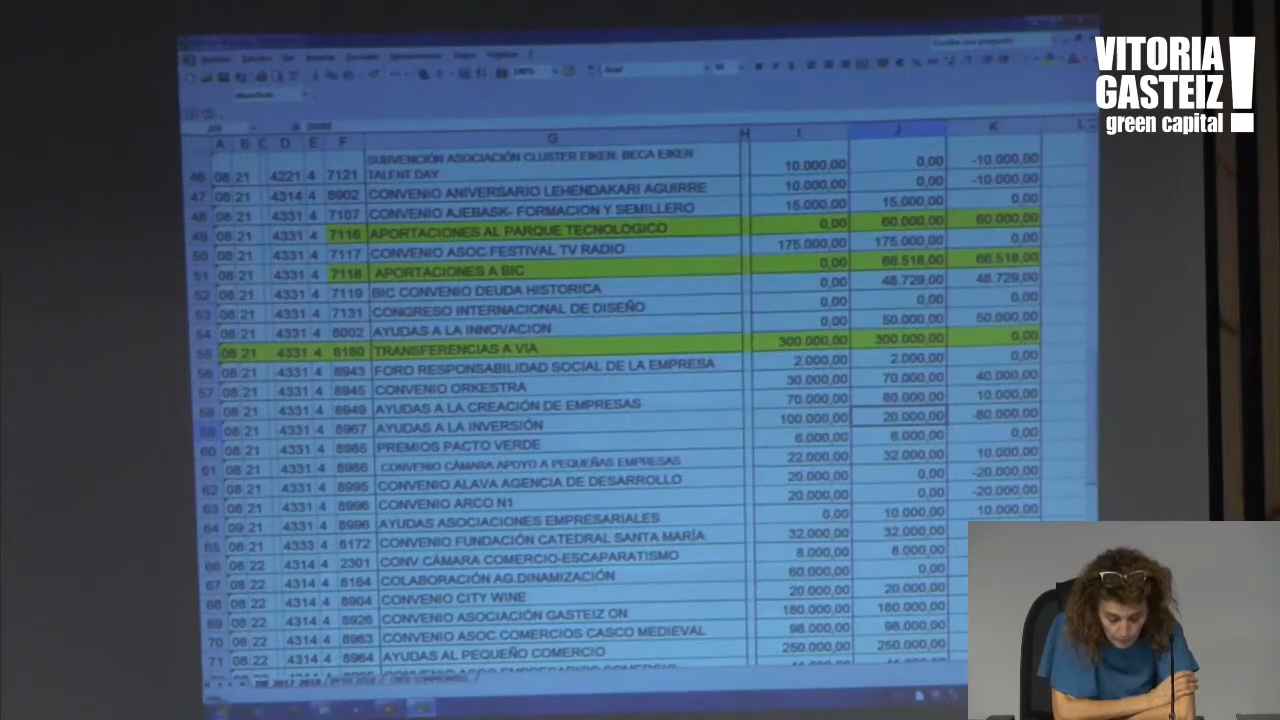 VITORIA
GASTEIZ
!
green capital
A B C D E F G H I J K L
46 08 21 4221 4 7121 SUBVENCIÓN ASOCIACIÓN CLUSTER EIKEN: BECA EIKEN TALENT DAY 10.000,00 0,00 -10.000,00
47 08 21 4314 4 8902 CONVENIO ANIVERSARIO LEHENDAKARI AGUIRRE 10.000,00 0,00 -10.000,00
48 08 21 4331 4 7107 CONVENIO AJEBASK- FORMACION Y SEMILLERO 15.000,00 15.000,00 0,00
49 08 21 4331 4 7116 APORTACIONES AL PARQUE TECNOLOGICO 0,00 60.000,00 60.000,00
50 08 21 4331 4 7117 CONVENIO ASOC.FESTIVAL TV RADIO 175.000,00 175.000,00 0,00
51 08 21 4331 4 7118 APORTACIONES A BIC 0,00 66.518,00 66.518,00
52 08 21 4331 4 7119 BIC CONVENIO DEUDA HISTORICA 0,00 48.729,00 48.729,00
53 08 21 4331 4 7131 CONGRESO INTERNACIONAL DE DISEÑO 0,00 0,00 0,00
54 08 21 4331 4 8002 AYUDAS A LA INNOVACION 0,00 50.000,00 50.000,00
55 08 21 4331 4 8180 TRANSFERENCIAS A VIA 300.000,00 300.000,00 0,00
56 08 21 4331 4 8943 FORO RESPONSABILIDAD SOCIAL DE LA EMPRESA 2.000,00 2.000,00 0,00
57 08 21 4331 4 8945 CONVENIO ORKESTRA 30.000,00 70.000,00 40.000,00
58 08 21 4331 4 8949 AYUDAS A LA CREACIÓN DE EMPRESAS 70.000,00 80.000,00 10.000,00
59 08 21 4331 4 8967 AYUDAS A LA INVERSIÓN 100.000,00 20.000,00 -80.000,00
60 08 21 4331 4 8985 PREMIOS PACTO VERDE 6.000,00 6.000,00 0,00
61 08 21 4331 4 8986 CONVENIO CÁMARA APOYO A PEQUEÑAS EMPRESAS 22.000,00 32.000,00 10.000,00
62 08 21 4331 4 8995 CONVENIO ALAVA AGENCIA DE DESARROLLO 20.000,00 0,00 -20.000,00
08 21 4331 4 8996 CONVENIO ARCO N1 20.000,00 0,00 -20.000,00
64 09 21 4331 4 8996 AYUDAS ASOCIACIONES EMPRESARIALES 0,00 10.000,00 10.000,00
65 08 21 4333 4 8172 CONVENIO FUNDACIÓN CATEDRAL SANTA MARÍA 32.000,00 32.000,00
66 08 22 4314 4 2301 CONV CÁMARA COMERCIO-ESCAPARATISMO 8.000,00 8.000,00
67 08 22 4314 4 8164 COLABORACIÓN AG.DINAMIZACIÓN 60.000,00 0,00
68 08 22 4314 4 8904 CONVENIO CITY WINE 20.000,00 20.000,00
69 08 22 4314 4 8926 CONVENIO ASOCIACIÓN GASTEIZ ON 180.000,00 180.000,00
70 08 22 4314 4 8963 CONVENIO ASOC.COMERCIOS CASCO MEDIEVAL 98.000,00 98.000,00
71 08 22 4314 4 8964 AYUDAS AL PEQUEÑO COMERCIO 250.000,00 250.000,00